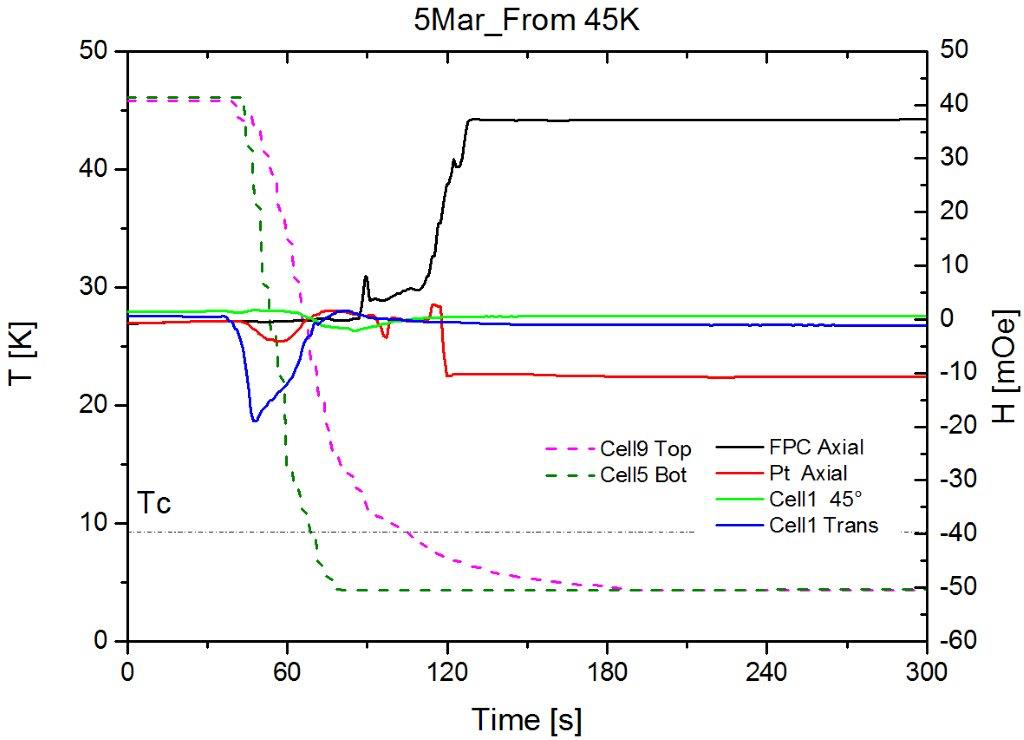 5Mar_From 45K
50
40
30
20
10
0
T [K]
50
40
30
20
10
0
-10
-20
-30
-40
-50
-60
H [mOe]
Cell9 Top
Cell5 Bot
FPC Axial
Pt Axial
Cell1 45°
Cell1 Trans
Tc
0
60
120
180
240
300
Time [s]